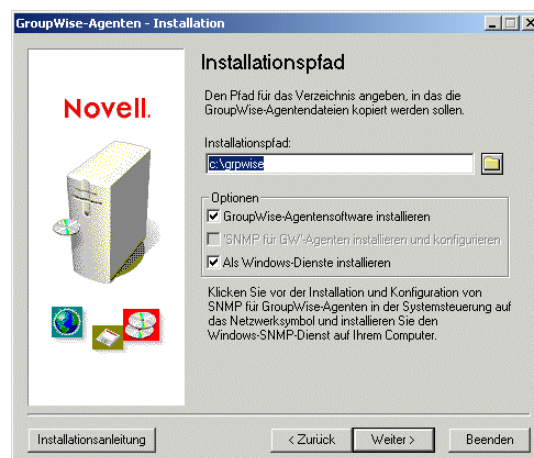 GroupWise-Agenten - Installation
Novell.
Installationspfad
Den Pfad für das Verzeichnis angeben, in das die
GroupWise-Agentendateien kopiert werden sollen.
Installationspfad:
c:\grpwise
Optionen
GroupWise-Agentensoftware installieren
'SNMP für GW'-Agenten installieren und konfigurieren
Als Windows-Dienste installieren
Klicken Sie vor der Installation und Konfiguration von
SNMP für GroupWise-Agenten in der Systemsteuerung auf
das Netzwerksymbol und installieren Sie den
Windows-SNMP-Dienst auf Ihrem Computer.
Installationsanleitung
< Zurück
Weiter >
Beenden